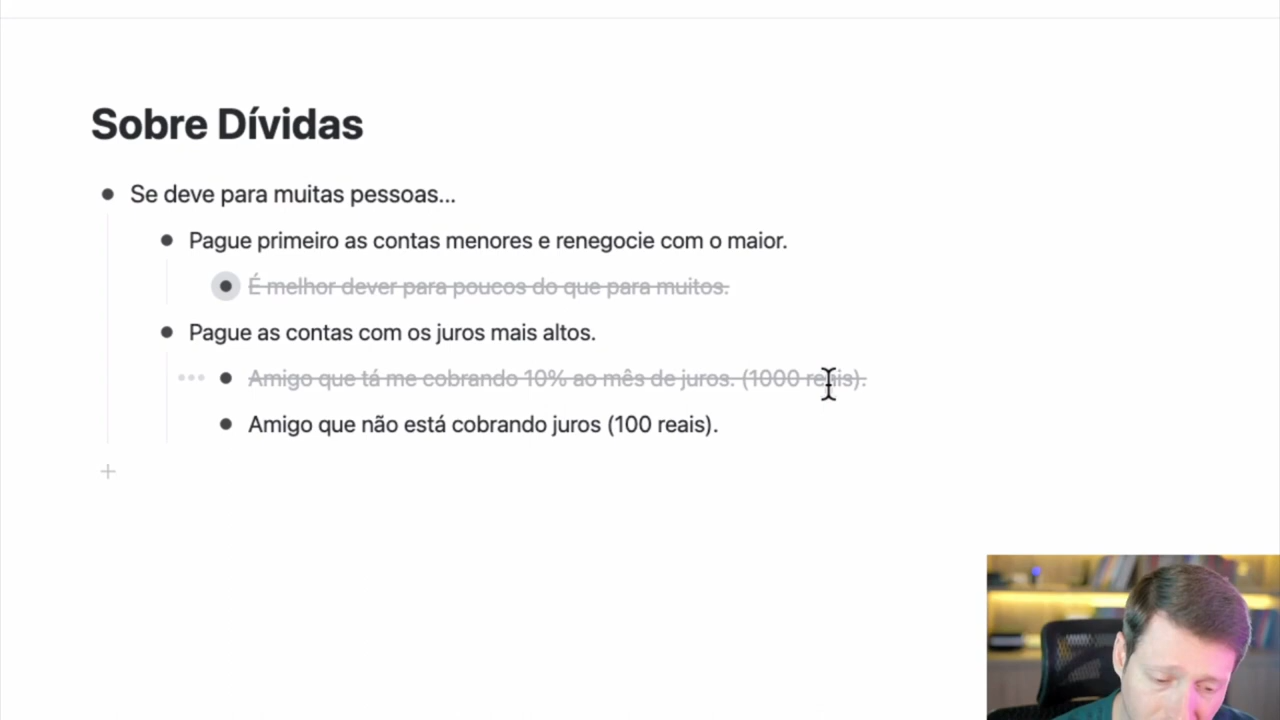 Sobre Dívidas
Se deve para muitas pessoas...
Pague primeiro as contas menores e renegocie com o maior.
É melhor dever para poucos do que para muitos.
Pague as contas com os juros mais altos.
Amigo que tá me cobrando 10% ao mês de juros. (1000 reais).
Amigo que não está cobrando juros (100 reais).